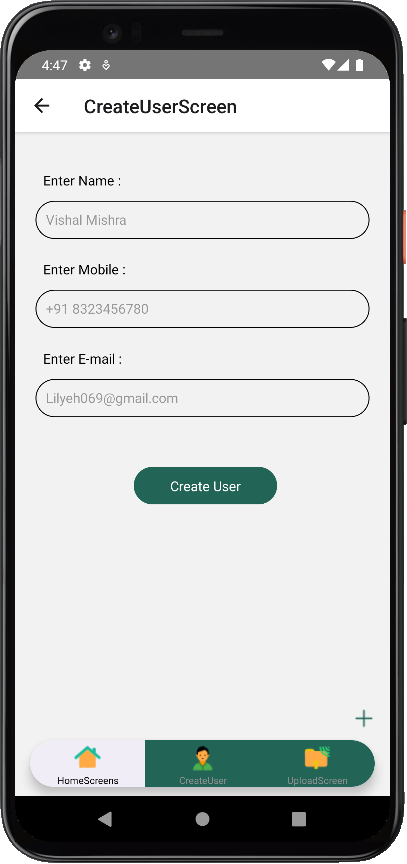 4:47
CreateUserScreen
Enter Name :
Vishal Mishra
Enter Mobile :
+91 8323456780
Enter E-mail :
Lilyeh069@gmail.com
Create User
HomeScreens CreateUser UploadScreen